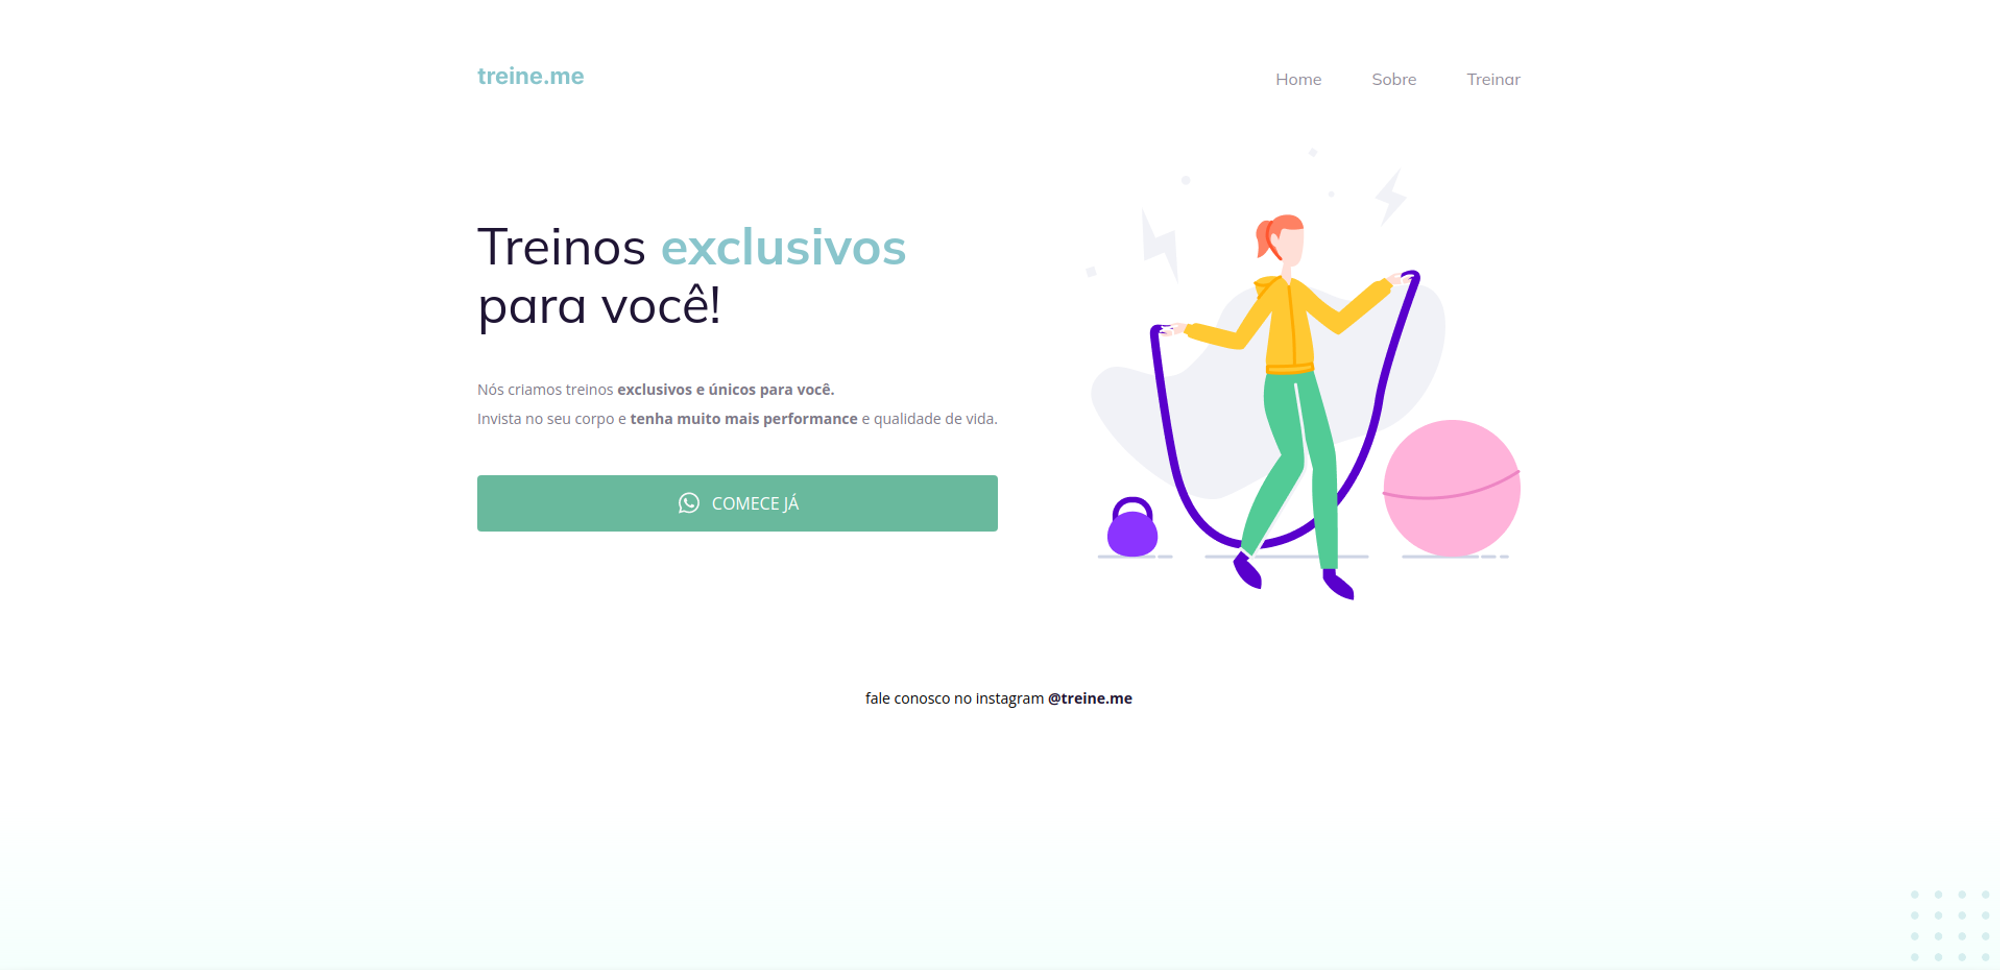 treine.me
Home
Sobre
Treinar
Treinos exclusivos
para você!
Nós criamos treinos exclusivos e únicos para você.
Invista no seu corpo e tenha muito mais performance e qualidade de vida.
COMECE JÁ
fale conosco no instagram @treine.me